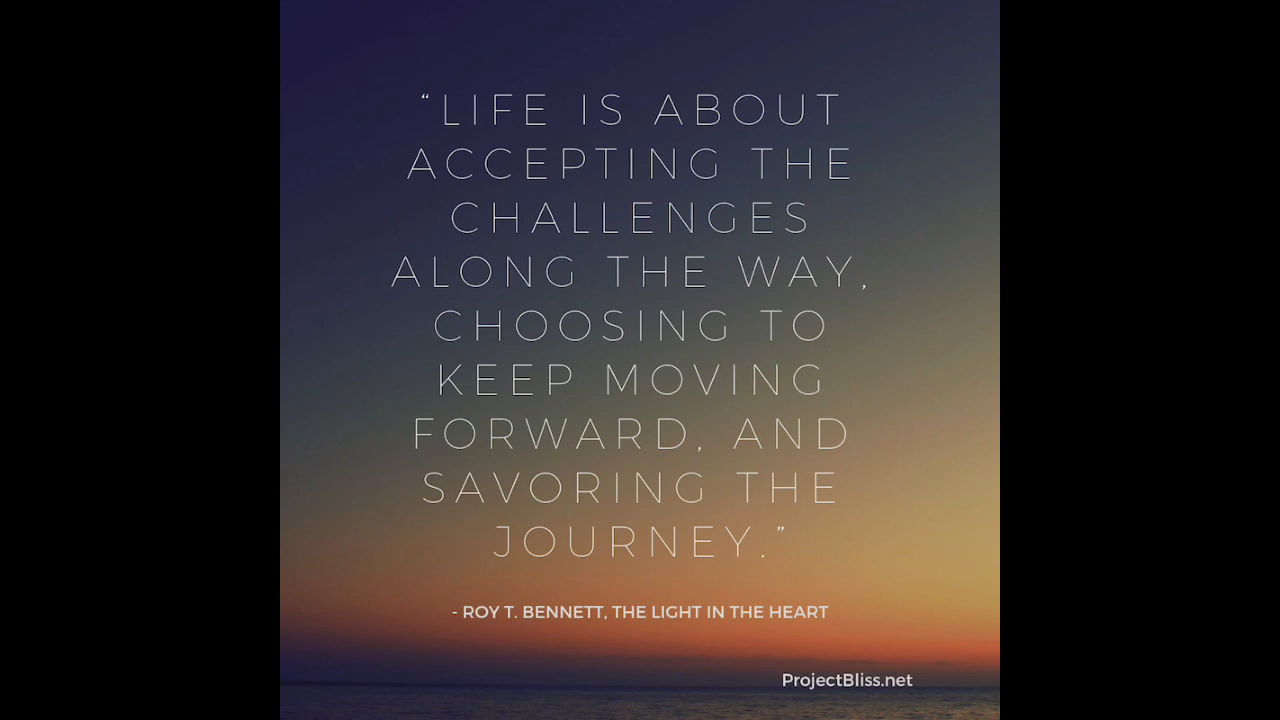 “LIFE IS ABOUT
ACCEPTING THE
CHALLENGES
ALONG THE WAY,
CHOOSING TO
KEEP MOVING
FORWARD, AND
SAVORING THE
JOURNEY.”
- ROY T. BENNETT, THE LIGHT IN THE HEART
ProjectBliss.net